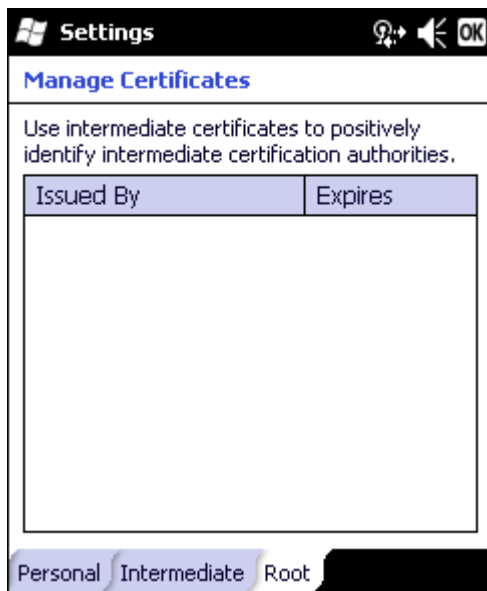 Settings
OK
Manage Certificates
Use intermediate certificates to positively
identify intermediate certification authorities.
Issued By Expires
Personal Intermediate Root